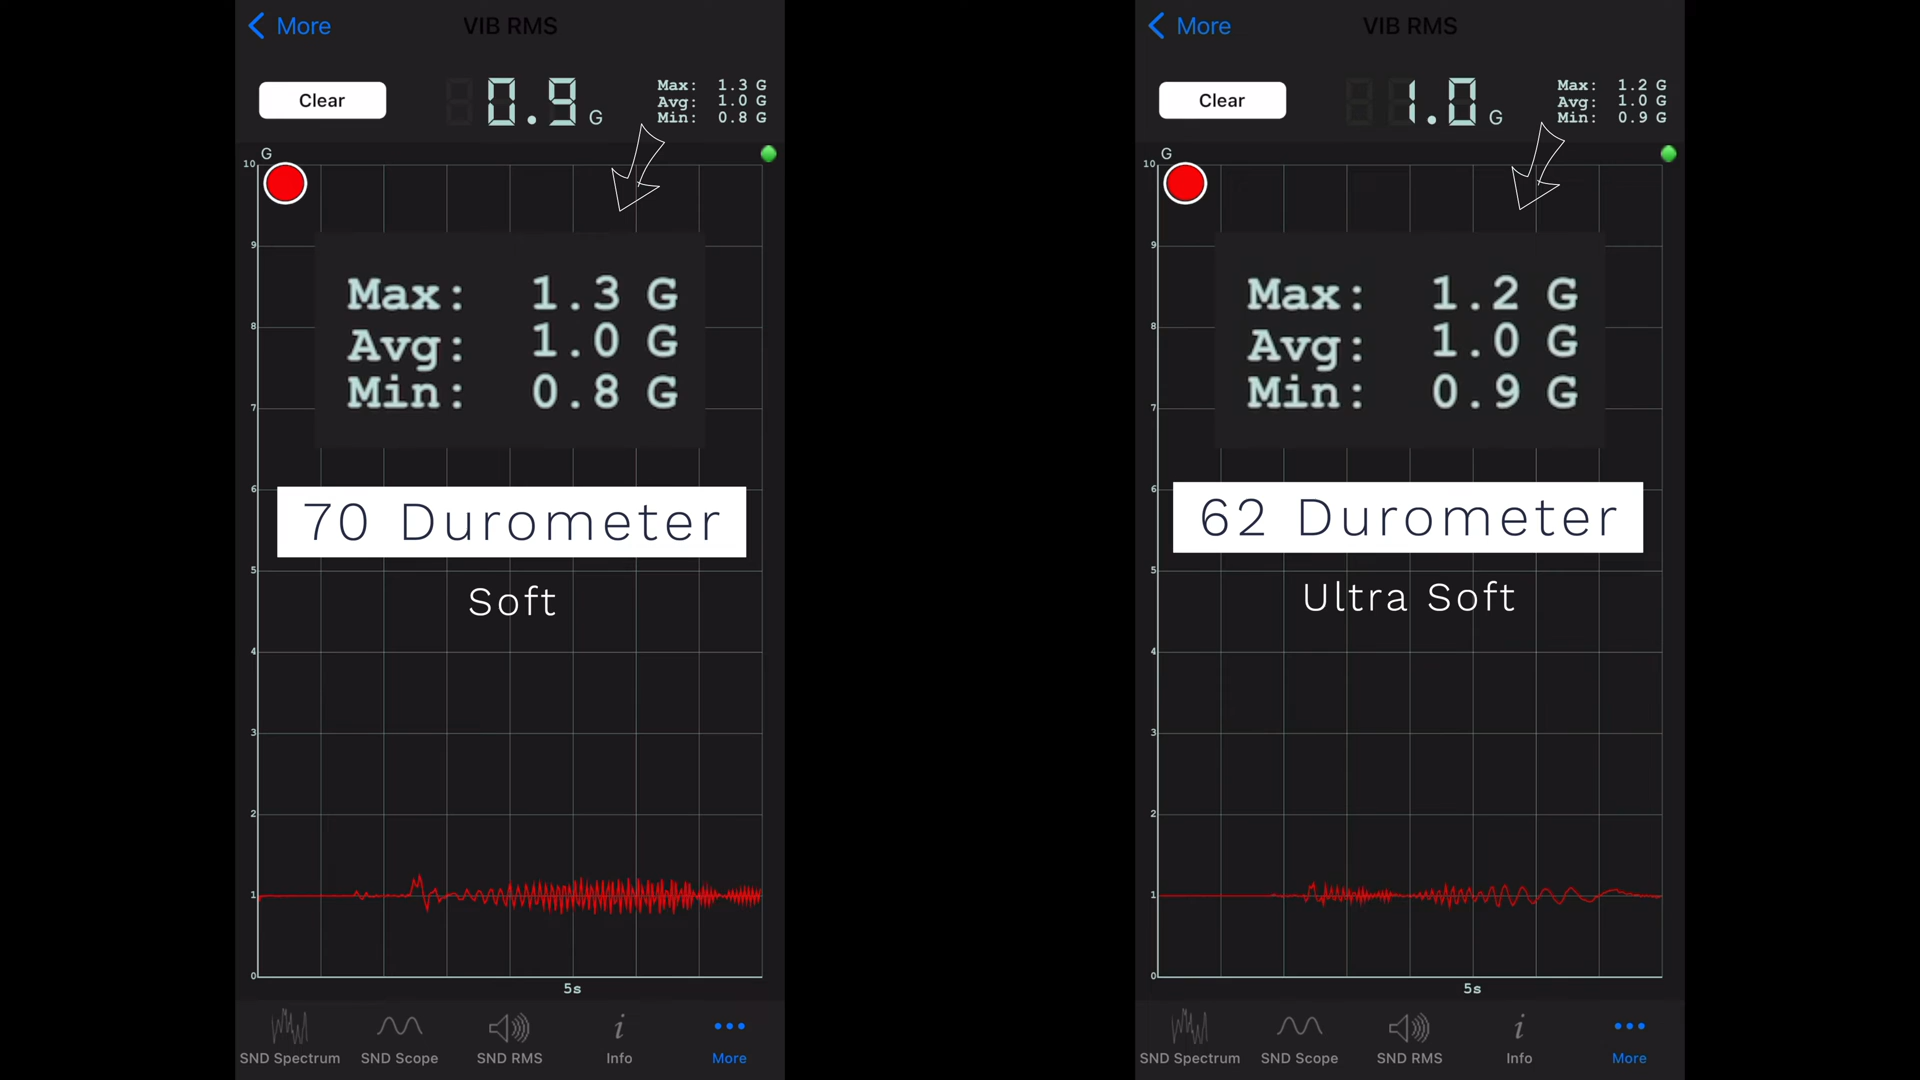 More
VIB RMS
Clear
0.9 G
Max: 1.3 G
Avg: 1.0 G
Min: 0.8 G
G
10
9
8
7
6
5
4
3
2
1
0
Max: 1.3 G
Avg: 1.0 G
Min: 0.8 G
70 Durometer
Soft
5s
SND Spectrum
SND Scope
SND RMS
Info
More
More
VIB RMS
Clear
1.0 G
Max: 1.2 G
Avg: 1.0 G
Min: 0.9 G
G
10
9
8
7
6
5
4
3
2
1
0
Max: 1.2 G
Avg: 1.0 G
Min: 0.9 G
62 Durometer
Ultra Soft
5s
SND Spectrum
SND Scope
SND RMS
Info
More